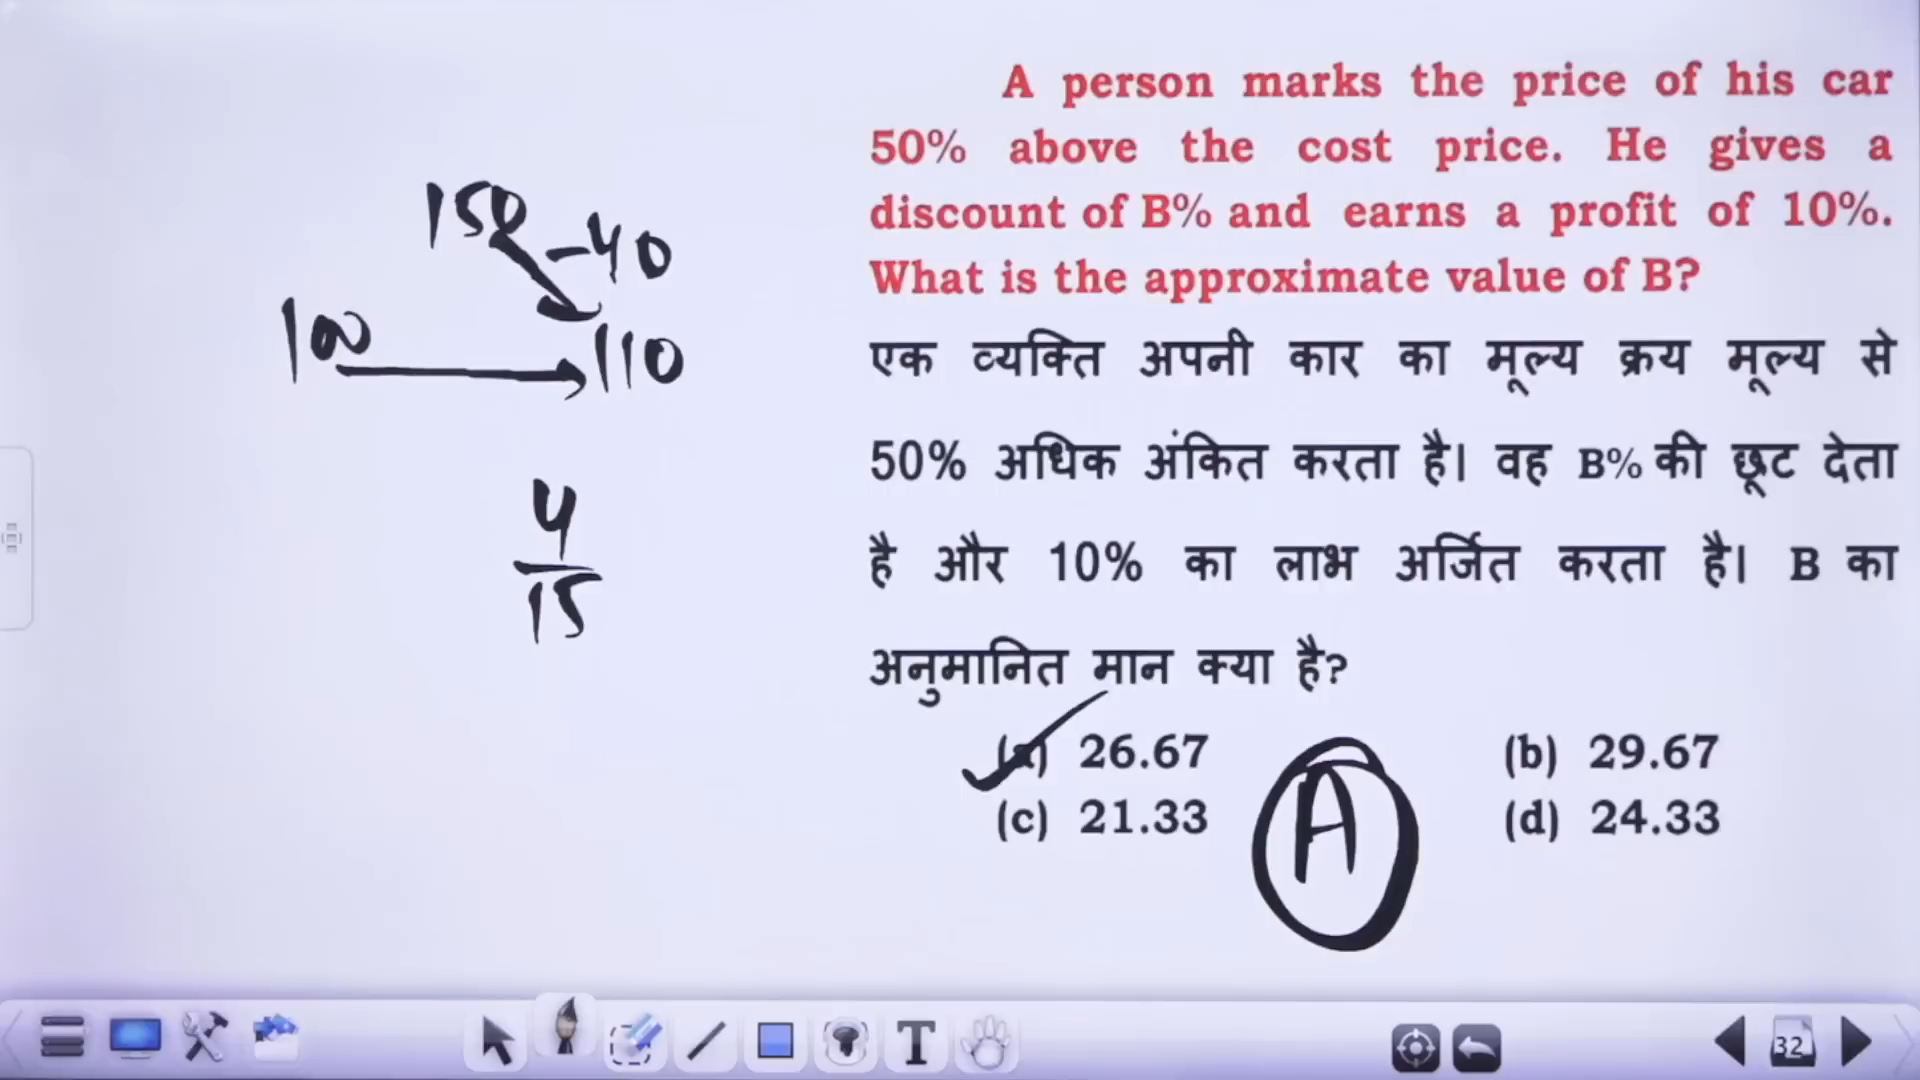 A person marks the price of his car
50% above the cost price. He gives a
discount of B% and earns a profit of 10%.
What is the approximate value of B?
एक व्यक्ति अपनी कार का मूल्य क्रय मूल्य से
50% अधिक अंकित करता है। वह B% की छूट देता
है और 10% का लाभ अर्जित करता है। B का
अनुमानित मान क्या है?
(a) 26.67 (b) 29.67
(c) 21.33 (d) 24.33
A
150
-40
100 110
4
15
T
32